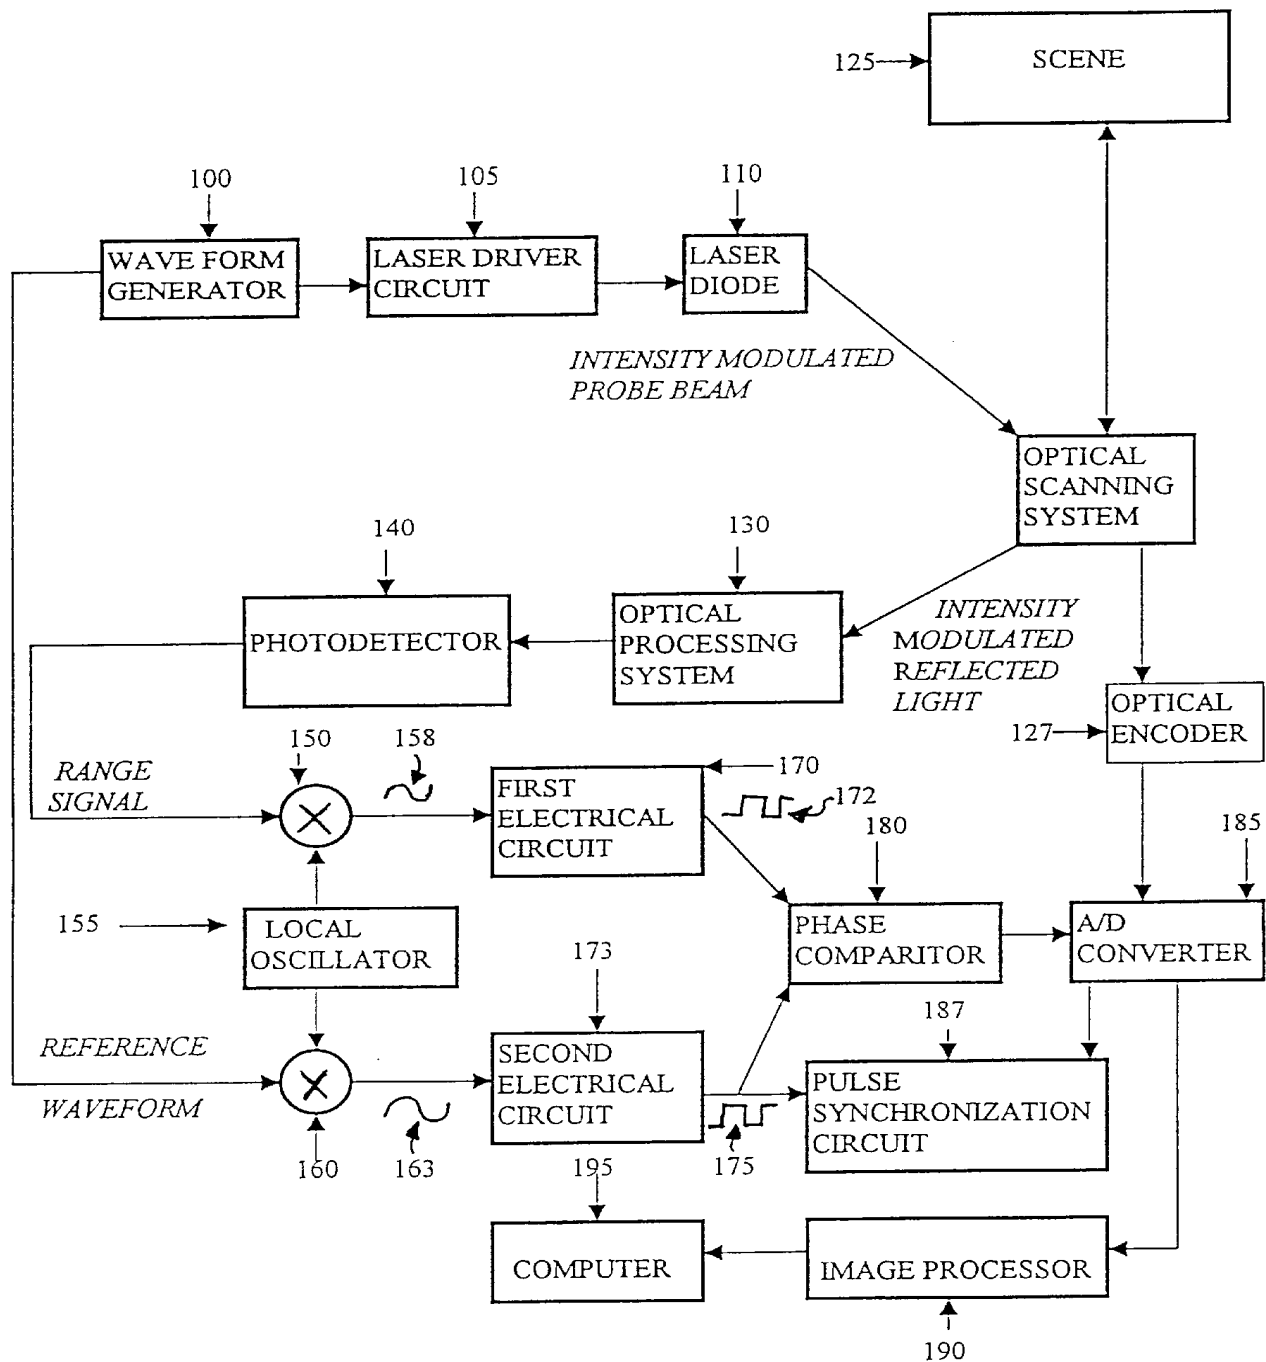 125
SCENE
100
105
110
WAVE FORM
GENERATOR
LASER DRIVER
CIRCUIT
LASER
DIODE
INTENSITY MODULATED
PROBE BEAM
OPTICAL
SCANNING
SYSTEM
140
130
PHOTODETECTOR
OPTICAL
PROCESSING
SYSTEM
INTENSITY
MODULATED
REFLECTED
LIGHT
127
OPTICAL
ENCODER
RANGE
SIGNAL
150
158
FIRST
ELECTRICAL
CIRCUIT
170
172
180
185
155
LOCAL
OSCILLATOR
173
PHASE
COMPARITOR
A/D
CONVERTER
187
REFERENCE
WAVEFORM
160
163
SECOND
ELECTRICAL
CIRCUIT
175
PULSE
SYNCHRONIZATION
CIRCUIT
195
COMPUTER
IMAGE PROCESSOR
190